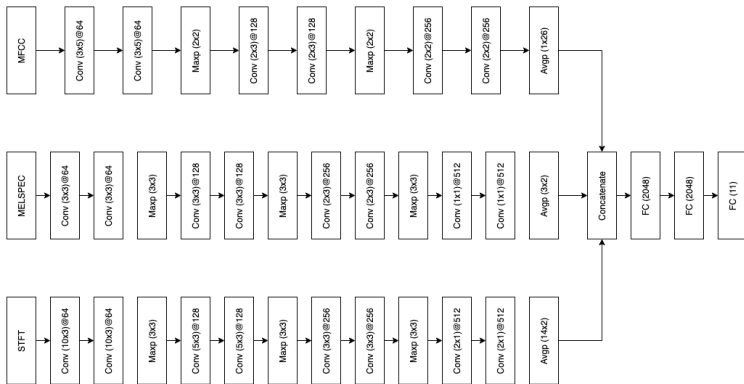 MFCC
Conv (3x5)@64
Conv (3x5)@64
Maxp (2x2)
Conv (2x3)@128
Conv (2x3)@128
Maxp (2x2)
Conv (2x2)@256
Conv (2x2)@256
Avgp (1x26)
MELSPEC
Conv (3x3)@64
Conv (3x3)@64
Maxp (3x3)
Conv (3x3)@128
Conv (3x3)@128
Maxp (3x3)
Conv (2x3)@256
Conv (2x3)@256
Maxp (3x3)
Conv (1x1)@512
Conv (1x1)@512
Avgp (3x2)
Concatenate
FC (2048)
FC (2048)
FC (11)
STFT
Conv (10x3)@64
Conv (10x3)@64
Maxp (3x3)
Conv (5x3)@128
Conv (5x3)@128
Maxp (3x3)
Conv (3x3)@256
Conv (3x3)@256
Maxp (3x3)
Conv (2x1)@512
Conv (2x1)@512
Avgp (14x2)